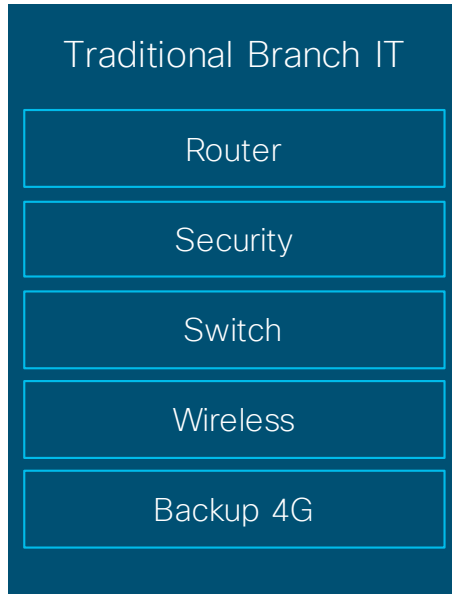 Traditional Branch IT
Router
Security
Switch
Wireless
Backup 4G